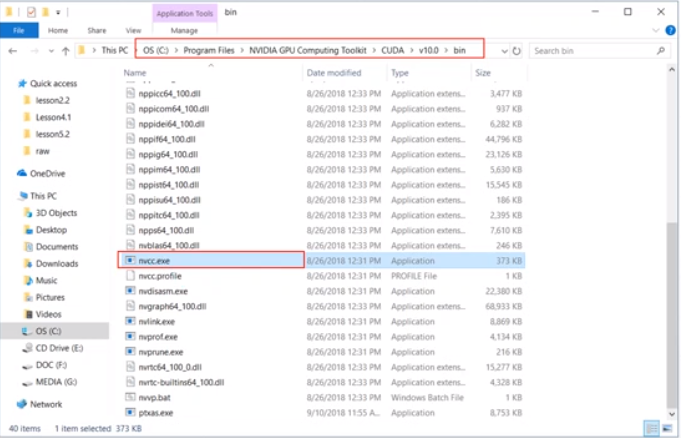 Application Tools
bin
File
Home
Share
View
Manage
This PC > OS (C:) > Program Files > NVIDIA GPU Computing Toolkit > CUDA > v10.0 > bin
Search bin
Name
Date modified
Type
Size
Quick access
lesson2.2
Lesson4.1
lesson5.2
raw
OneDrive
This PC
3D Objects
Desktop
Documents
Downloads
Music
Pictures
Videos
OS (C:)
CD Drive (E:)
DOC (F:)
MEDIA (G:)
Network
nppicc64_100.dll 8/26/2018 12:33 PM Application extens... 3,477 KB
nppicom64_100.dll 8/26/2018 12:33 PM Application extens... 937 KB
nppidei64_100.dll 8/26/2018 12:33 PM Application extens... 6,282 KB
nppif64_100.dll 8/26/2018 12:33 PM Application extens... 44,796 KB
nppig64_100.dll 8/26/2018 12:33 PM Application extens... 23,126 KB
nppim64_100.dll 8/26/2018 12:33 PM Application extens... 5,630 KB
nppist64_100.dll 8/26/2018 12:33 PM Application extens... 15,545 KB
nppisu64_100.dll 8/26/2018 12:33 PM Application extens... 186 KB
nppitc64_100.dll 8/26/2018 12:33 PM Application extens... 2,395 KB
npps64_100.dll 8/26/2018 12:33 PM Application extens... 7,610 KB
nvblas64_100.dll 8/26/2018 12:33 PM Application extens... 246 KB
nvcc.exe 8/26/2018 12:31 PM Application 373 KB
nvcc.profile 8/26/2018 12:31 PM PROFILE File 1 KB
nvdisasm.exe 8/26/2018 12:31 PM Application 22,380 KB
nvgraph64_100.dll 8/26/2018 12:33 PM Application extens... 68,933 KB
nvlink.exe 8/26/2018 12:31 PM Application 8,869 KB
nvprof.exe 8/26/2018 12:31 PM Application 4,134 KB
nvprune.exe 8/26/2018 12:31 PM Application 216 KB
nvrtc64_100_0.dll 8/26/2018 12:33 PM Application extens... 15,277 KB
nvrtc-builtins64_100.dll 8/26/2018 12:33 PM Application extens... 4,328 KB
nvvp.bat 8/26/2018 12:33 PM Windows Batch File 1 KB
ptxas.exe 9/10/2018 11:55 A... Application 8,753 KB
40 items
1 item selected 373 KB